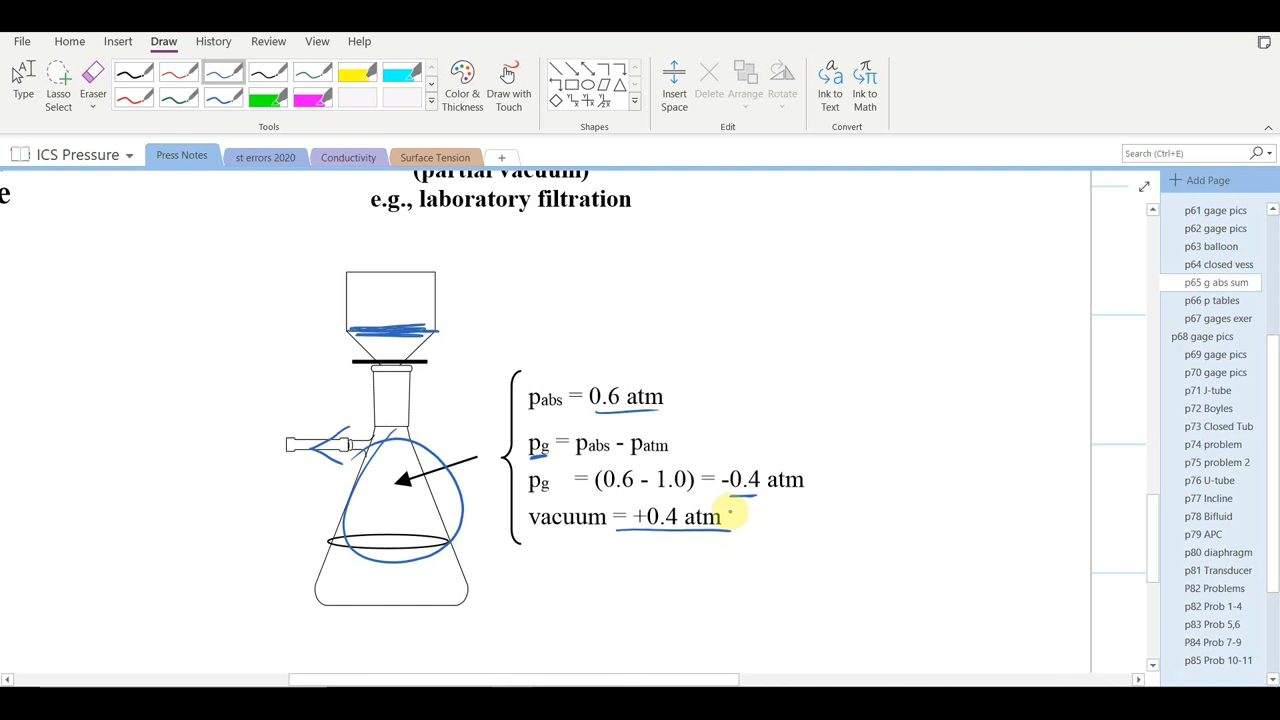 File Home Insert Draw History Review View Help
Type Lasso Select Eraser Color & Thickness Draw with Touch Insert Space Delete Arrange Rotate Ink to Text Ink to Math
Tools Shapes Edit Convert
ICS Pressure Press Notes st errors 2020 Conductivity Surface Tension + Search (Ctrl+E)
e
(partial vacuum)
e.g., laboratory filtration
pabs = 0.6 atm
pg = pabs - patm
pg = (0.6 - 1.0) = -0.4 atm
vacuum = +0.4 atm
Add Page
p61 gage pics
p62 gage pics
p63 balloon
p64 closed vess
p65 g abs sum
p66 p tables
p67 gages exer
p68 gage pics
p69 gage pics
p70 gage pics
p71 J-tube
p72 Boyles
p73 Closed Tub
p74 problem
p75 problem 2
p76 U-tube
p77 Incline
p78 Bifluid
p79 APC
p80 diaphragm
p81 Transducer
P82 Problems
p82 Prob 1-4
p83 Prob 5,6
P84 Prob 7-9
p85 Prob 10-11